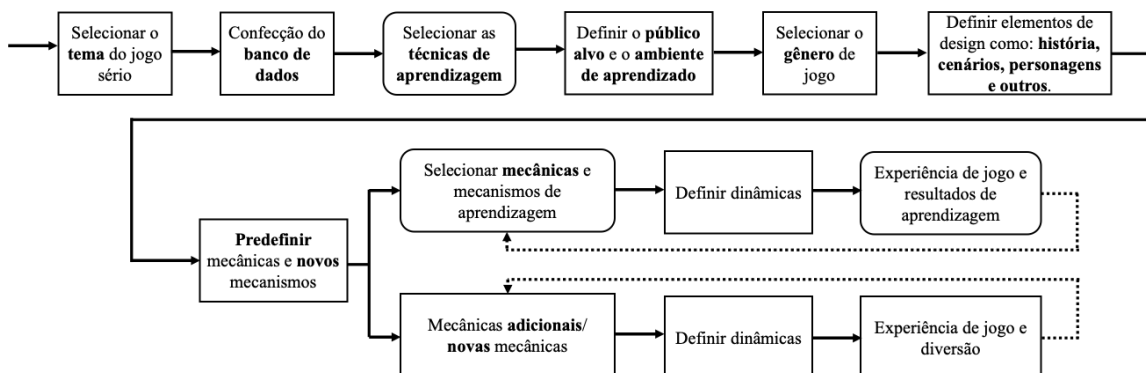 Selecionar o
tema do jogo
sério
Confecção do
banco de
dados
Selecionar as
técnicas de
aprendizagem
Definir o público
alvo e o ambiente
de aprendizado
Selecionar o
gênero de
jogo
Definir elementos de
design como: história,
cenários, personagens
e outros.
Predefinir
mecânicas e novos
mecanismos
Selecionar mecânicas e
mecanismos de
aprendizagem
Definir dinâmicas
Experiência de jogo e
resultados de
aprendizagem
Mecânicas adicionais/
novas mecânicas
Definir dinâmicas
Experiência de jogo e
diversão